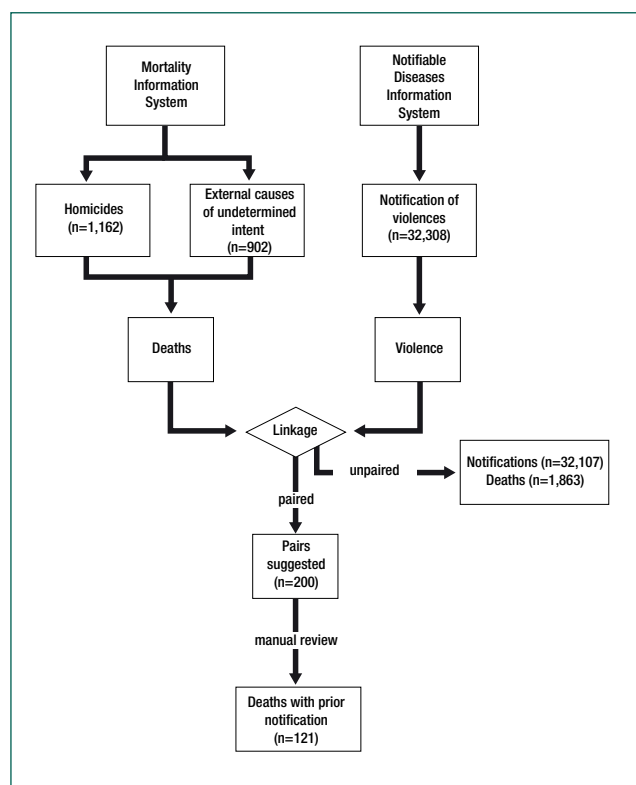 Mortality
Information
System
Notifiable
Diseases
Information
System
Homicides
(n=1,162)
External causes
of undetermined
intent
(n=902)
Notification of
violences
(n=32,308)
Deaths
Violence
Linkage
unpaired
Notifications (n=32,107)
Deaths (n=1,863)
paired
Pairs
suggested
(n=200)
manual review
Deaths with prior
notification
(n=121)